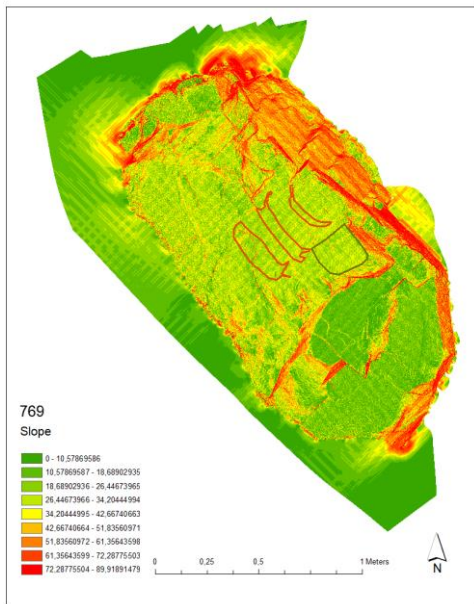 769
Slope
0 - 10,57869586
10,57869587 - 18,68902935
18,68902936 - 26,44673965
26,44673966 - 34,20444994
34,20444995 - 42,66740663
42,66740664 - 51,83560971
51,83560972 - 61,35643598
61,35643599 - 72,28775503
72,28775504 - 89,91891479
0 0,25 0,5 1 Meters
N